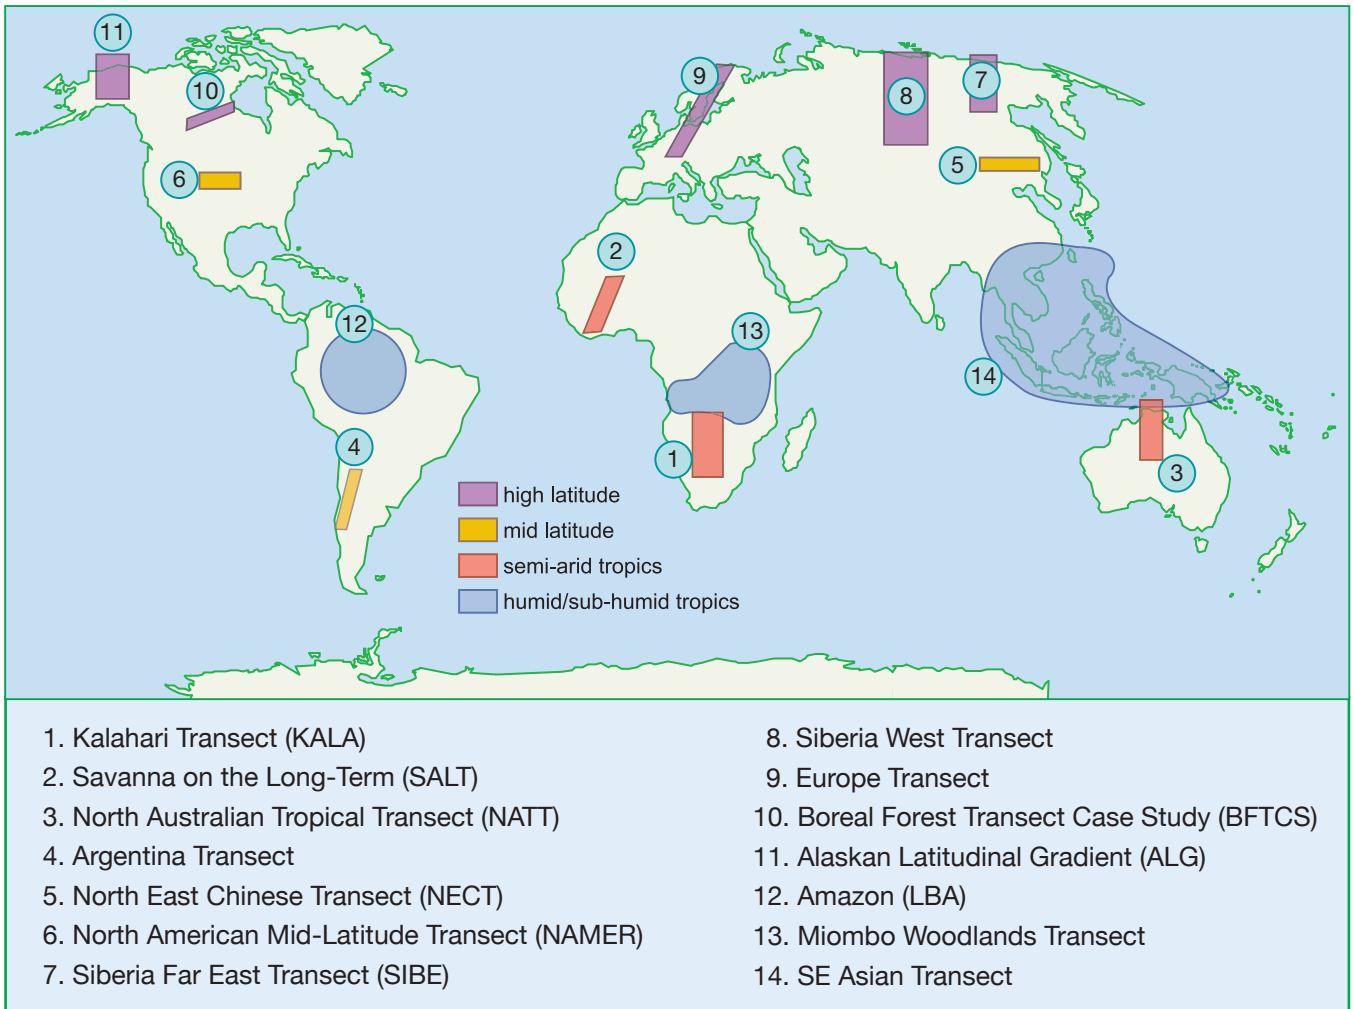 11
10
9
8
7
6
5
2
12
13
14
4
1
3
high latitude
mid latitude
semi-arid tropics
humid/sub-humid tropics
1. Kalahari Transect (KALA)
2. Savanna on the Long-Term (SALT)
3. North Australian Tropical Transect (NATT)
4. Argentina Transect
5. North East Chinese Transect (NECT)
6. North American Mid-Latitude Transect (NAMER)
7. Siberia Far East Transect (SIBE)
8. Siberia West Transect
9. Europe Transect
10. Boreal Forest Transect Case Study (BFTCS)
11. Alaskan Latitudinal Gradient (ALG)
12. Amazon (LBA)
13. Miombo Woodlands Transect
14. SE Asian Transect